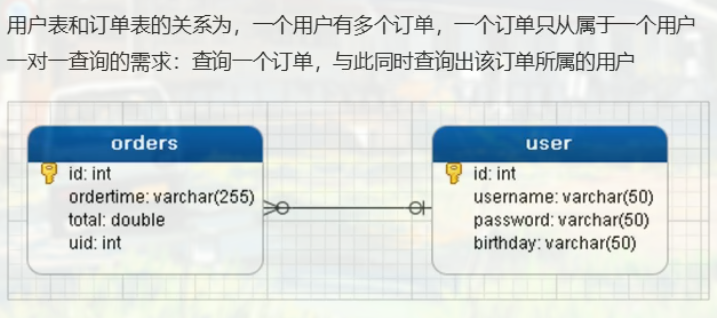 用户表和订单表的关系为，一个用户有多个订单，一个订单只从属于一个用户
一对一查询的需求：查询一个订单，与此同时查询出该订单所属的用户
orders
id: int
ordertime: varchar(255)
total: double
uid: int
user
id: int
username: varchar(50)
password: varchar(50)
birthday: varchar(50)